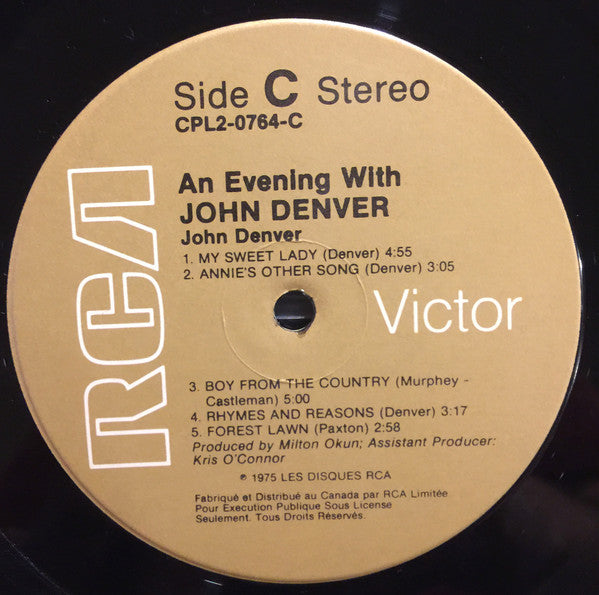 Side C Stereo
CPL2-0764-C
An Evening With
JOHN DENVER
John Denver
1. MY SWEET LADY (Denver) 4:55
2. ANNIE'S OTHER SONG (Denver) 3:05
RCA
Victor
3. BOY FROM THE COUNTRY (Murphey -
Castleman) 5:00
4. RHYMES AND REASONS (Denver) 3:17
5. FOREST LAWN (Paxton) 2:58
Produced by Milton Okun; Assistant Producer:
Kris O'Connor
℗ 1975 LES DISQUES RCA
Fabriqué et Distribué au Canada par RCA Limitée
Pour Execution Publique Sous License
Seulement. Tous Droits Réservés.